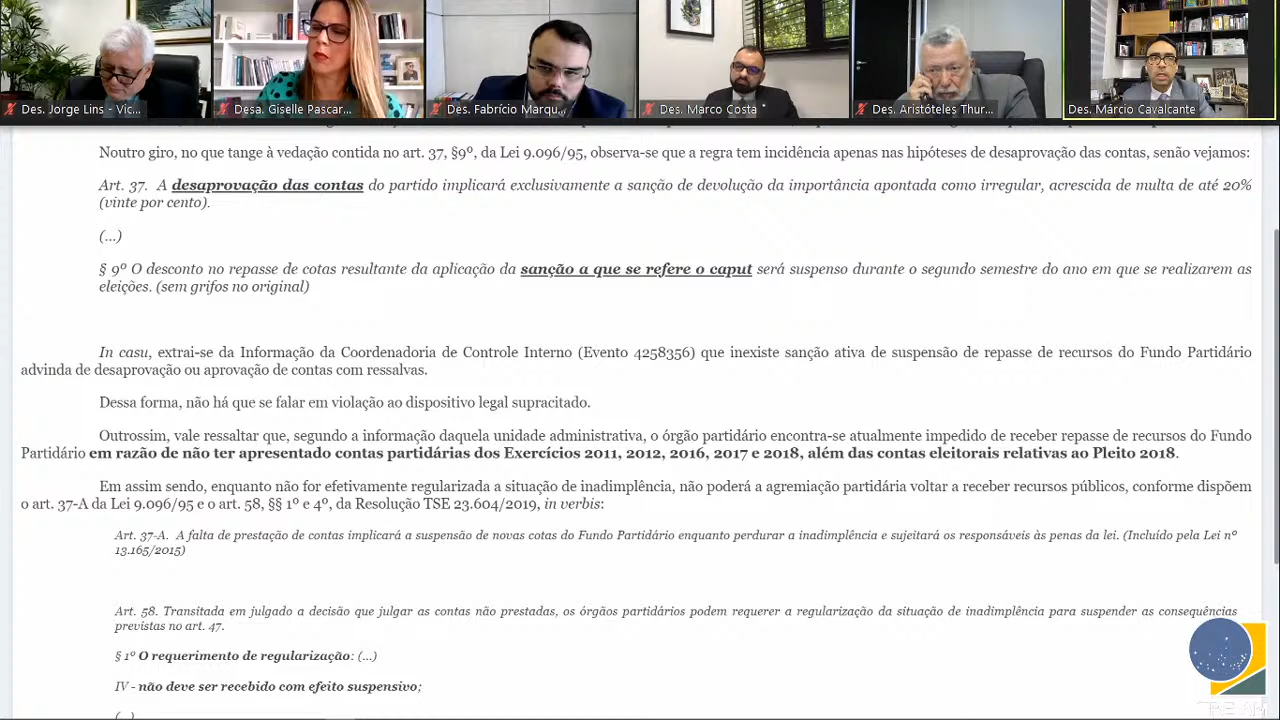 Des. Jorge Lins - Vic...
Desa. Giselle Pascar...
Des. Fabrício Marqu...
Des. Marco Costa
Des. Aristóteles Thur...
Des. Márcio Cavalcante
Noutro giro, no que tange à vedação contida no art. 37, §9º, da Lei 9.096/95, observa-se que a regra tem incidência apenas nas hipóteses de desaprovação das contas, senão vejamos:
Art. 37. A desaprovação das contas do partido implicará exclusivamente a sanção de devolução da importância apontada como irregular, acrescida de multa de até 20%
(vinte por cento).
(...)
§ 9º O desconto no repasse de cotas resultante da aplicação da sanção a que se refere o caput será suspenso durante o segundo semestre do ano em que se realizarem as
eleições. (sem grifos no original)
In casu, extrai-se da Informação da Coordenadoria de Controle Interno (Evento 4258356) que inexiste sanção ativa de suspensão de repasse de recursos do Fundo Partidário
advinda de desaprovação ou aprovação de contas com ressalvas.
Dessa forma, não há que se falar em violação ao dispositivo legal supracitado.
Outrossim, vale ressaltar que, segundo a informação daquela unidade administrativa, o órgão partidário encontra-se atualmente impedido de receber repasse de recursos do Fundo
Partidário em razão de não ter apresentado contas partidárias dos Exercícios 2011, 2012, 2016, 2017 e 2018, além das contas eleitorais relativas ao Pleito 2018.
Em assim sendo, enquanto não for efetivamente regularizada a situação de inadimplência, não poderá a agremiação partidária voltar a receber recursos públicos, conforme dispõem
o art. 37-A da Lei 9.096/95 e o art. 58, §§ 1º e 4º, da Resolução TSE 23.604/2019, in verbis:
Art. 37-A. A falta de prestação de contas implicará a suspensão de novas cotas do Fundo Partidário enquanto perdurar a inadimplência e sujeitará os responsáveis às penas da lei. (Incluído pela Lei nº
13.165/2015)
Art. 58. Transitada em julgado a decisão que julgar as contas não prestadas, os órgãos partidários podem requerer a regularização da situação de inadimplência para suspender as consequências
previstas no art. 47.
§ 1º O requerimento de regularização: (...)
IV - não deve ser recebido com efeito suspensivo;
(...)
TRE-AM